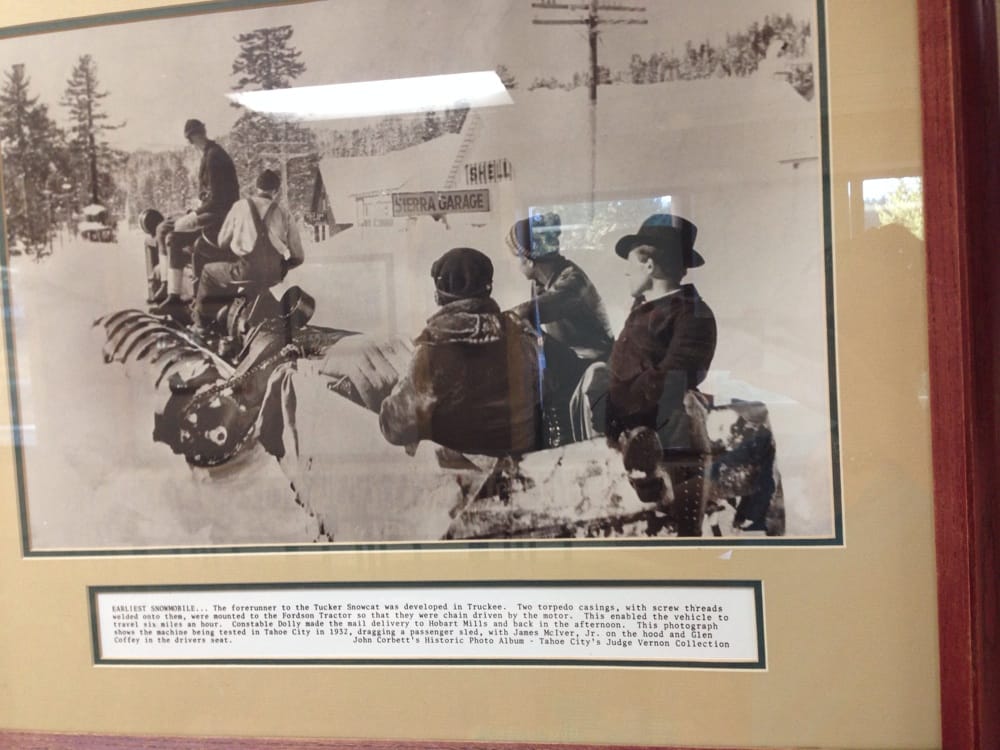 SHELL
SIERRA GARAGE
EARLIEST SNOWMOBILE... The forerunner to the Tucker Snowcat was developed in Truckee. Two torpedo casings, with screw threads
welded onto them, were mounted to the Fordson Tractor so that they were chain driven by the motor. This enabled the vehicle to
travel six miles an hour. Constable Dolly made the mail delivery to Hobart Mills and back in the afternoon. This photograph
shows the machine being tested in Tahoe City in 1932, dragging a passenger sled, with James McIver, Jr. on the hood and Glen
Coffey in the drivers seat. John Corbett's Historic Photo Album - Tahoe City's Judge Vernon Collection